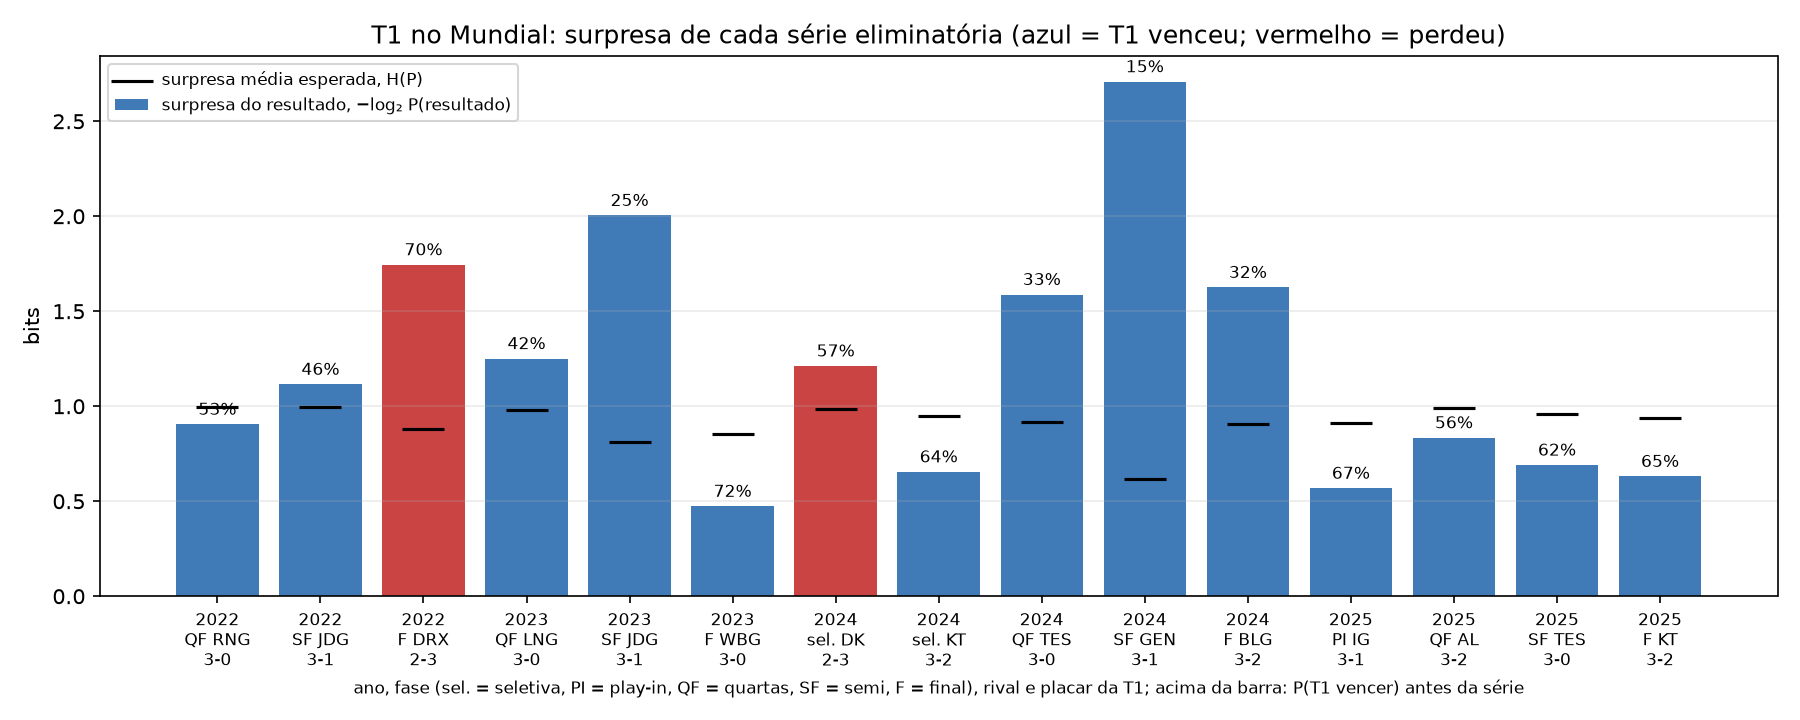 T1 no Mundial: surpresa de cada série eliminatória (azul = T1 venceu; vermelho = perdeu)
surpresa média esperada, H(P)
surpresa do resultado, −log₂ P(resultado)
bits
2.5
2.0
1.5
1.0
0.5
0.0
53%
46%
70%
42%
25%
72%
57%
64%
33%
15%
32%
67%
56%
62%
65%
2022 2022 2022 2023 2023 2023 2024 2024 2024 2024 2024 2025 2025 2025 2025
QF RNG SF JDG F DRX QF LNG SF JDG F WBG sel. DK sel. KT QF TES SF GEN F BLG PI IG QF AL SF TES F KT
3-0 3-1 2-3 3-0 3-1 3-0 2-3 3-2 3-0 3-1 3-2 3-1 3-2 3-0 3-2
ano, fase (sel. = seletiva, PI = play-in, QF = quartas, SF = semi, F = final), rival e placar da T1; acima da barra: P(T1 vencer) antes da série